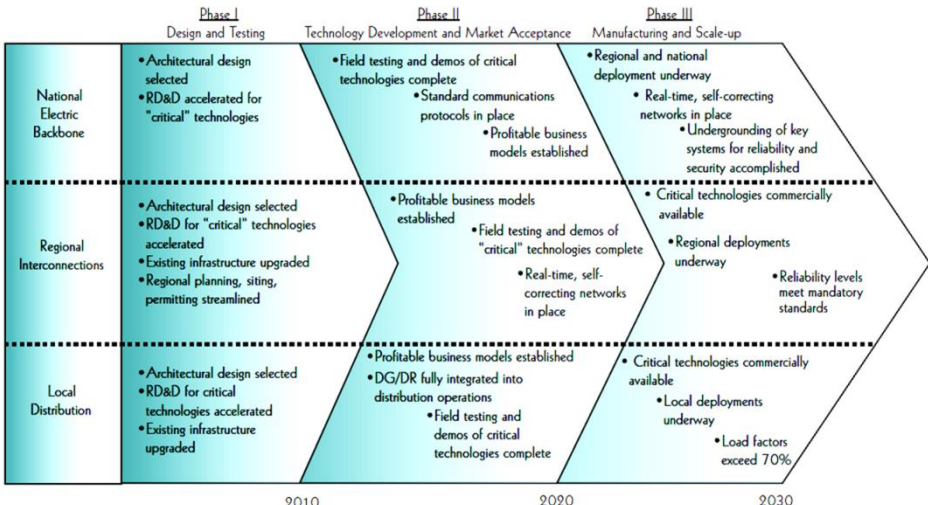 Phase I
Design and Testing
Phase II
Technology Development and Market Acceptance
Phase III
Manufacturing and Scale-up
National
Electric
Backbone
•Architectural design
selected
•RD&D accelerated for
"critical" technologies
•Field testing and demos of critical
technologies complete
•Standard communications
protocols in place
•Profitable business
models established
•Regional and national
deployment underway
•Real-time, self-correcting
networks in place
•Undergrounding of key
systems for reliability and
security accomplished
Regional
Interconnections
•Architectural design selected
•RD&D for "critical" technologies
accelerated
•Existing infrastructure upgraded
•Regional planning, siting,
permitting streamlined
•Profitable business models
established
•Field testing and demos of
"critical" technologies complete
•Real-time, self-
correcting networks
in place
•Critical technologies commercially
available
•Regional deployments
underway
•Reliability levels
meet mandatory
standards
Local
Distribution
•Architectural design selected
•RD&D for critical
technologies accelerated
•Existing infrastructure
upgraded
•Profitable business models established
•DG/DR fully integrated into
distribution operations
•Field testing and
demos of critical
technologies complete
•Critical technologies commercially
available
•Local deployments
underway
•Load factors
exceed 70%
2010
2020
2030